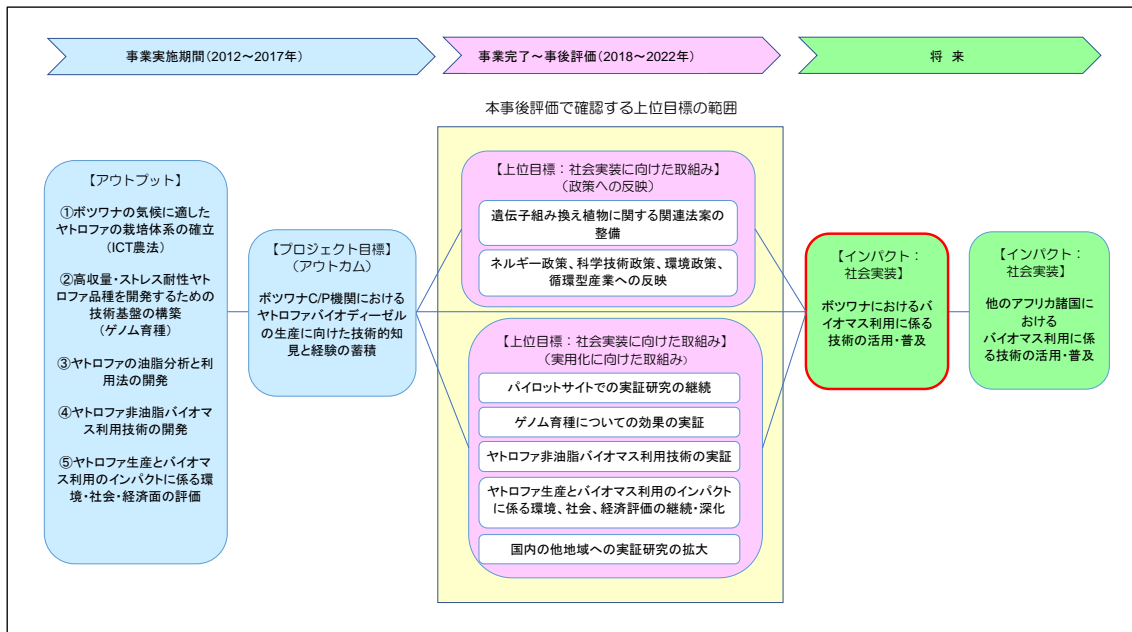 事業実施期間(2012～2017年)
事業完了～事後評価(2018～2022年)
将 来
本事後評価で確認する上位目標の範囲
【アウトプット】
①ボツワナの気候に適した
ヤトロファの栽培体系の確立
(ICT農法)
②高収量・ストレス耐性ヤト
ロファ品種を開発するための
技術基盤の構築
(ゲノム育種)
③ヤトロファの油脂分析と利
用法の開発
④ヤトロファ非油脂バイオマ
ス利用技術の開発
⑤ヤトロファ生産とバイオマ
ス利用のインパクトに係る環
境・社会・経済面の評価
【プロジェクト目標】
(アウトカム)
ボツワナC/P機関における
ヤトロファバイオディーゼル
の生産に向けた技術的知
見と経験の蓄積
【上位目標：社会実装に向けた取組み】
(政策への反映)
遺伝子組み換え植物に関する関連法案の
整備
ネルギー政策、科学技術政策、環境政策、
循環型産業への反映
【上位目標：社会実装に向けた取組み】
(実用化に向けた取組み)
パイロットサイトでの実証研究の継続
ゲノム育種についての効果の実証
ヤトロファ非油脂バイオマス利用技術の実証
ヤトロファ生産とバイオマス利用のインパクト
に係る環境、社会、経済評価の継続・深化
国内の他地域への実証研究の拡大
【インパクト：
社会実装】
ボツワナにおけるバ
イオマス利用に係る
技術の活用・普及
【インパクト：
社会実装】
他のアフリカ諸国に
おける
バイオマス利用に係
る技術の活用・普及